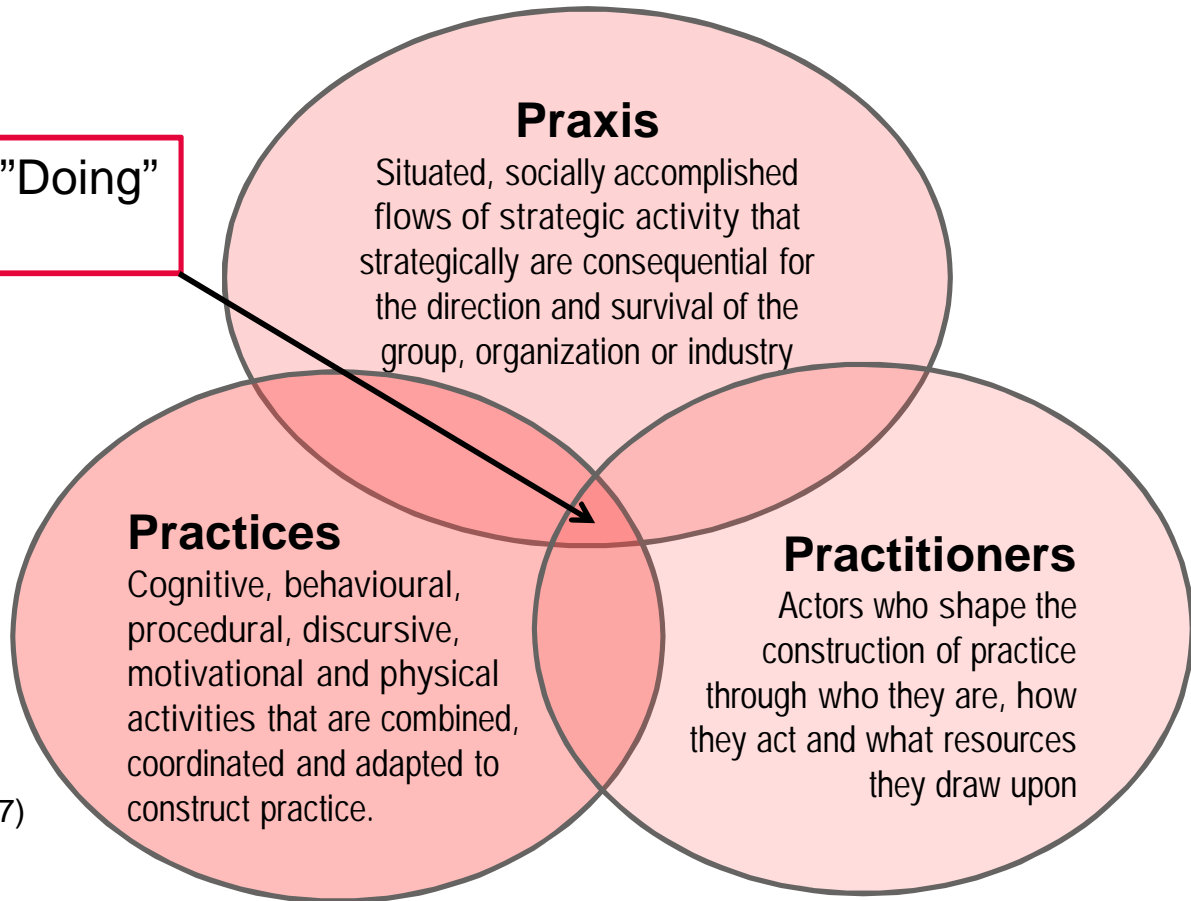 ”Doing”
Praxis
Situated, socially accomplished
flows of strategic activity that
strategically are consequential for
the direction and survival of the
group, organization or industry
Practices
Cognitive, behavioural,
procedural, discursive,
motivational and physical
activities that are combined,
coordinated and adapted to
construct practice.
Practitioners
Actors who shape the
construction of practice
through who they are, how
they act and what resources
they draw upon
7)